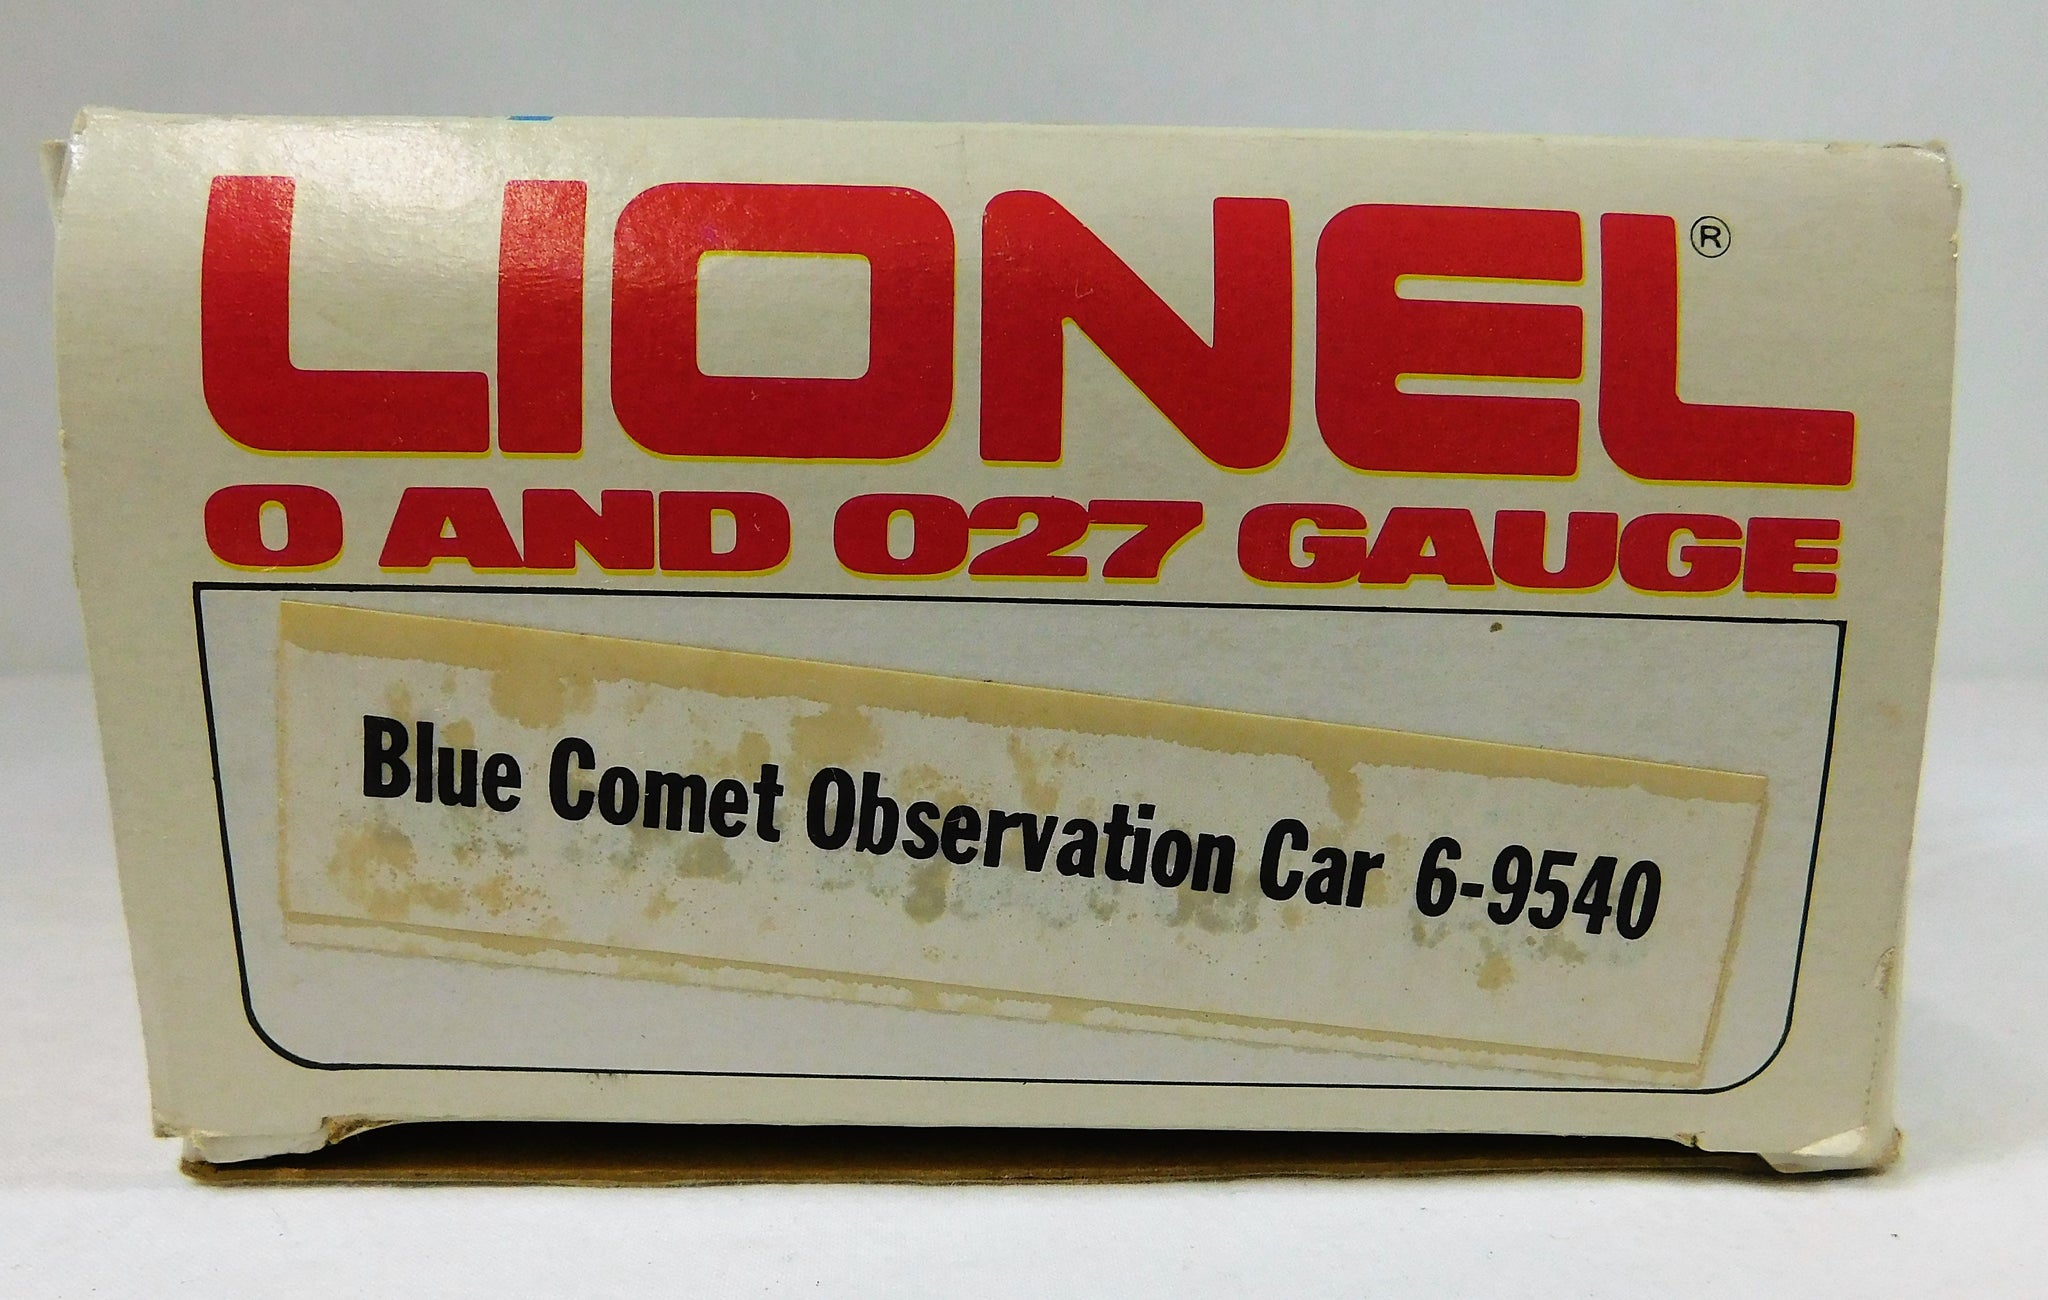 LIONEL®
O AND O27 GAUGE
Blue Comet Observation Car 6-9540